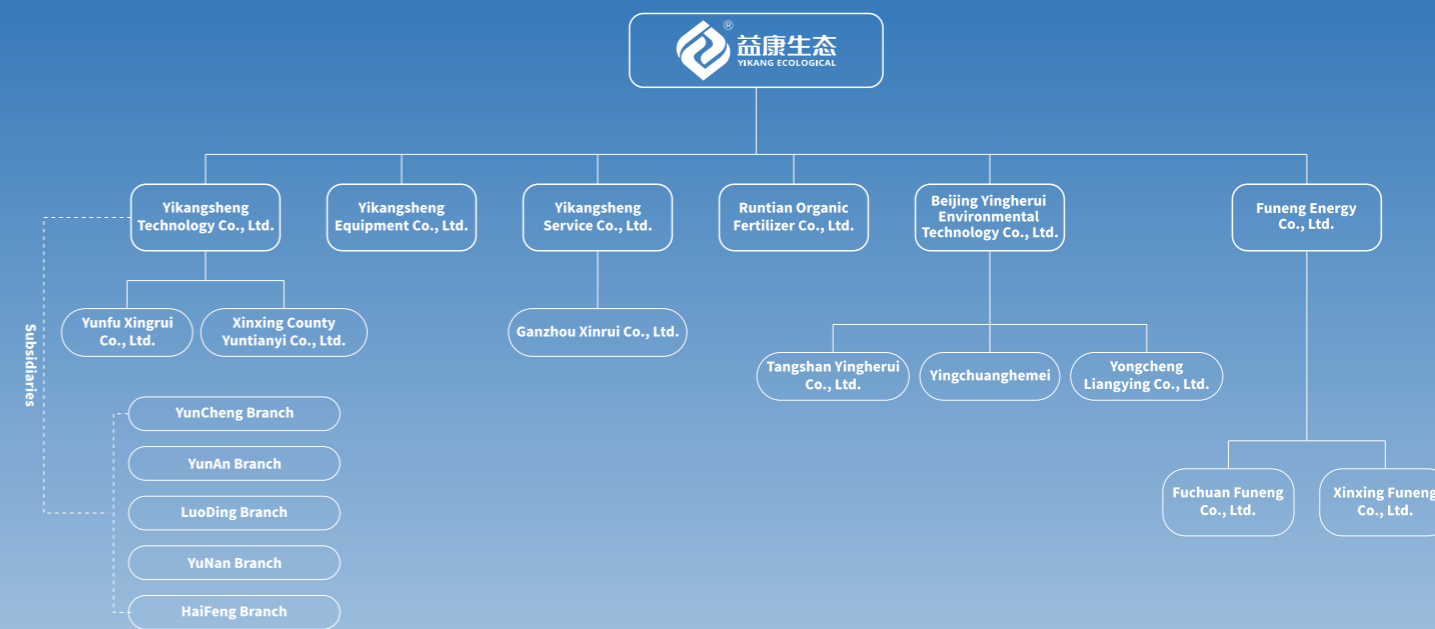 ®
益康生态
YIKANG ECOLOGICAL
Yikangsheng
Technology Co., Ltd.
Yikangsheng
Equipment Co., Ltd.
Yikangsheng
Service Co., Ltd.
Runtian Organic
Fertilizer Co., Ltd.
Beijing Yingherui
Environmental
Technology Co., Ltd.
Funeng Energy
Co., Ltd.
Yunfu Xingrui
Co., Ltd.
Xinxing County
Yuntianyi Co., Ltd.
Ganzhou Xinrui Co., Ltd.
Tangshan Yingherui
Co., Ltd.
Yingchuanghemei
Yongcheng
Liangying Co., Ltd.
Fuchuan Funeng
Co., Ltd.
Xinxing Funeng
Co., Ltd.
Subsidiaries
YunCheng Branch
YunAn Branch
LuoDing Branch
YuNan Branch
HaiFeng Branch